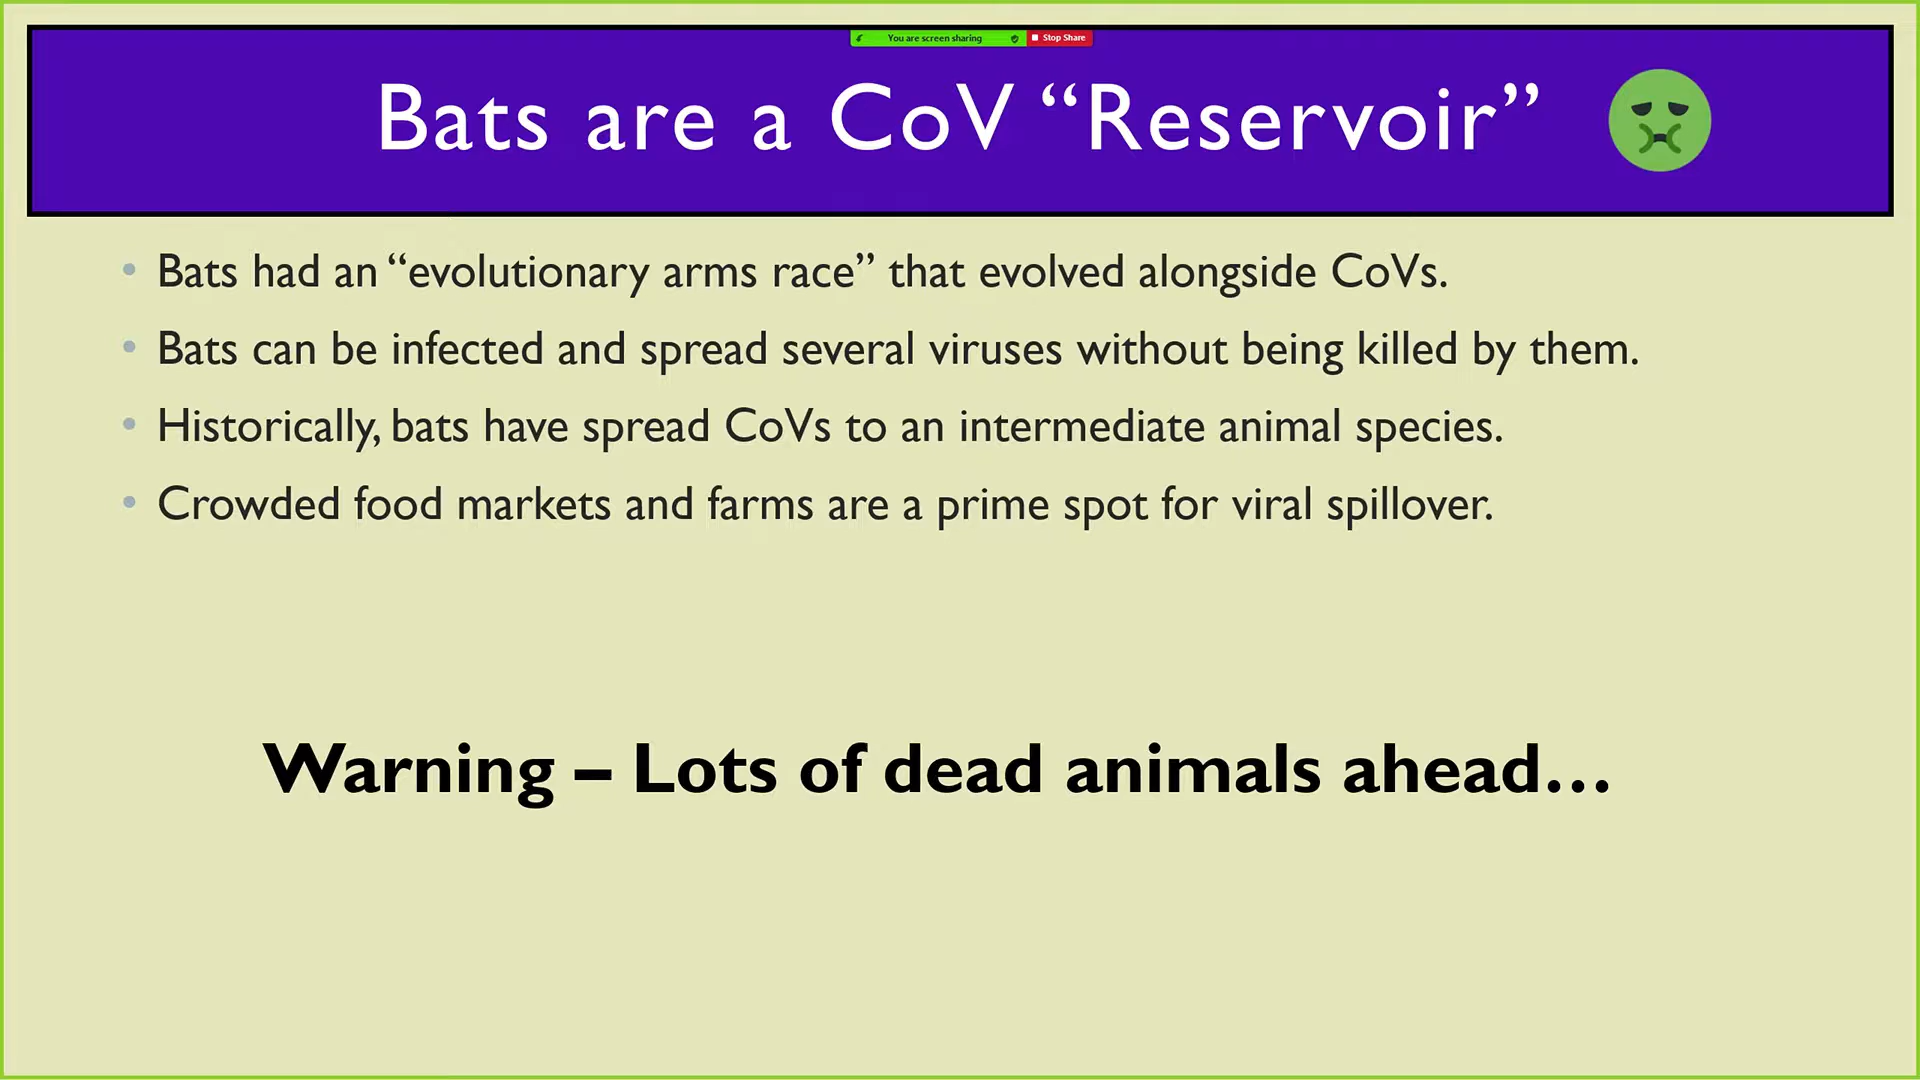 You are screen sharing
Stop Share
Bats are a CoV “Reservoir”
• Bats had an “evolutionary arms race” that evolved alongside CoVs.
• Bats can be infected and spread several viruses without being killed by them.
• Historically, bats have spread CoVs to an intermediate animal species.
• Crowded food markets and farms are a prime spot for viral spillover.
Warning – Lots of dead animals ahead…